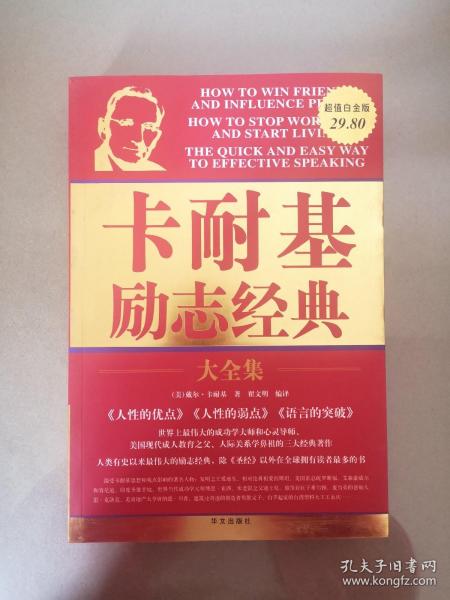 HOW TO WIN FRIEN
AND INFLUENCE P
HOW TO STOP WOR
AND START LIVI
THE QUICK AND EASY WAY
TO EFFECTIVE SPEAKING
超值白金版
29.80
卡耐基
励志经典
大全集
(美)戴尔·卡耐基 著 翟文明 编译
《人性的优点》《人性的弱点》《语言的突破》
世界上最伟大的成功学大师和心灵导师、
美国现代成人教育之父、人际关系学鼻祖的三大经典著作
人类有史以来最伟大的励志经典,除《圣经》以外在全球拥有读者最多的书
华文出版社
孔夫子旧书网
www.kongfz.com